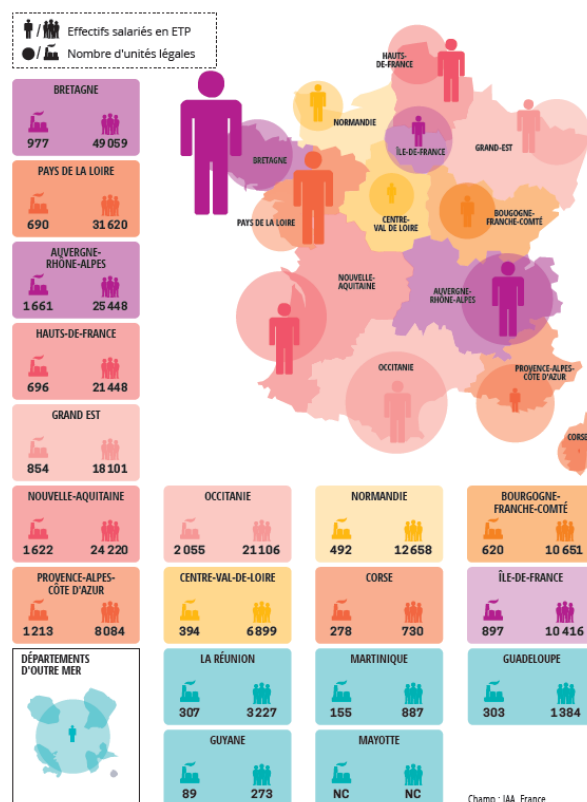 Effectifs salariés en ETP
Nombre d'unités légales
BRETAGNE
977 49 059
PAYS DE LA LOIRE
690 31 620
AUVERGNE-
RHÔNE-ALPES
1 661 25 448
HAUTS-DE-FRANCE
696 21 448
GRAND EST
854 18 101
NOUVELLE-AQUITAINE
1 622 24 220
PROVENCE-ALPES-
CÔTE D'AZUR
1 213 8 084
DÉPARTEMENTS
D'OUTRE MER
HAUTS-
DE-FRANCE
NORMANDIE
BRETAGNE
ÎLE-DE-FRANCE
GRAND-EST
PAYS DE LA LOIRE
CENTRE-
VAL DE LOIRE
BOUGOGNE-
FRANCHE-COMTÉ
NOUVELLE-
AQUITAINE
AUVERGNE-
RHÔNE-ALPES
OCCITANIE
PROVENCE-ALPES-
CÔTE D'AZUR
CORSE
OCCITANIE
2 055 21 106
NORMANDIE
492 12 658
BOURGOGNE-
FRANCHE-COMTÉ
620 10 651
CENTRE-VAL-DE-LOIRE
394 6 899
CORSE
278 730
ÎLE-DE-FRANCE
897 10 416
LA RÉUNION
307 3 227
MARTINIQUE
155 887
GUADELOUPE
303 1 384
GUYANE
89 273
MAYOTTE
NC NC
Champ : IAA, France